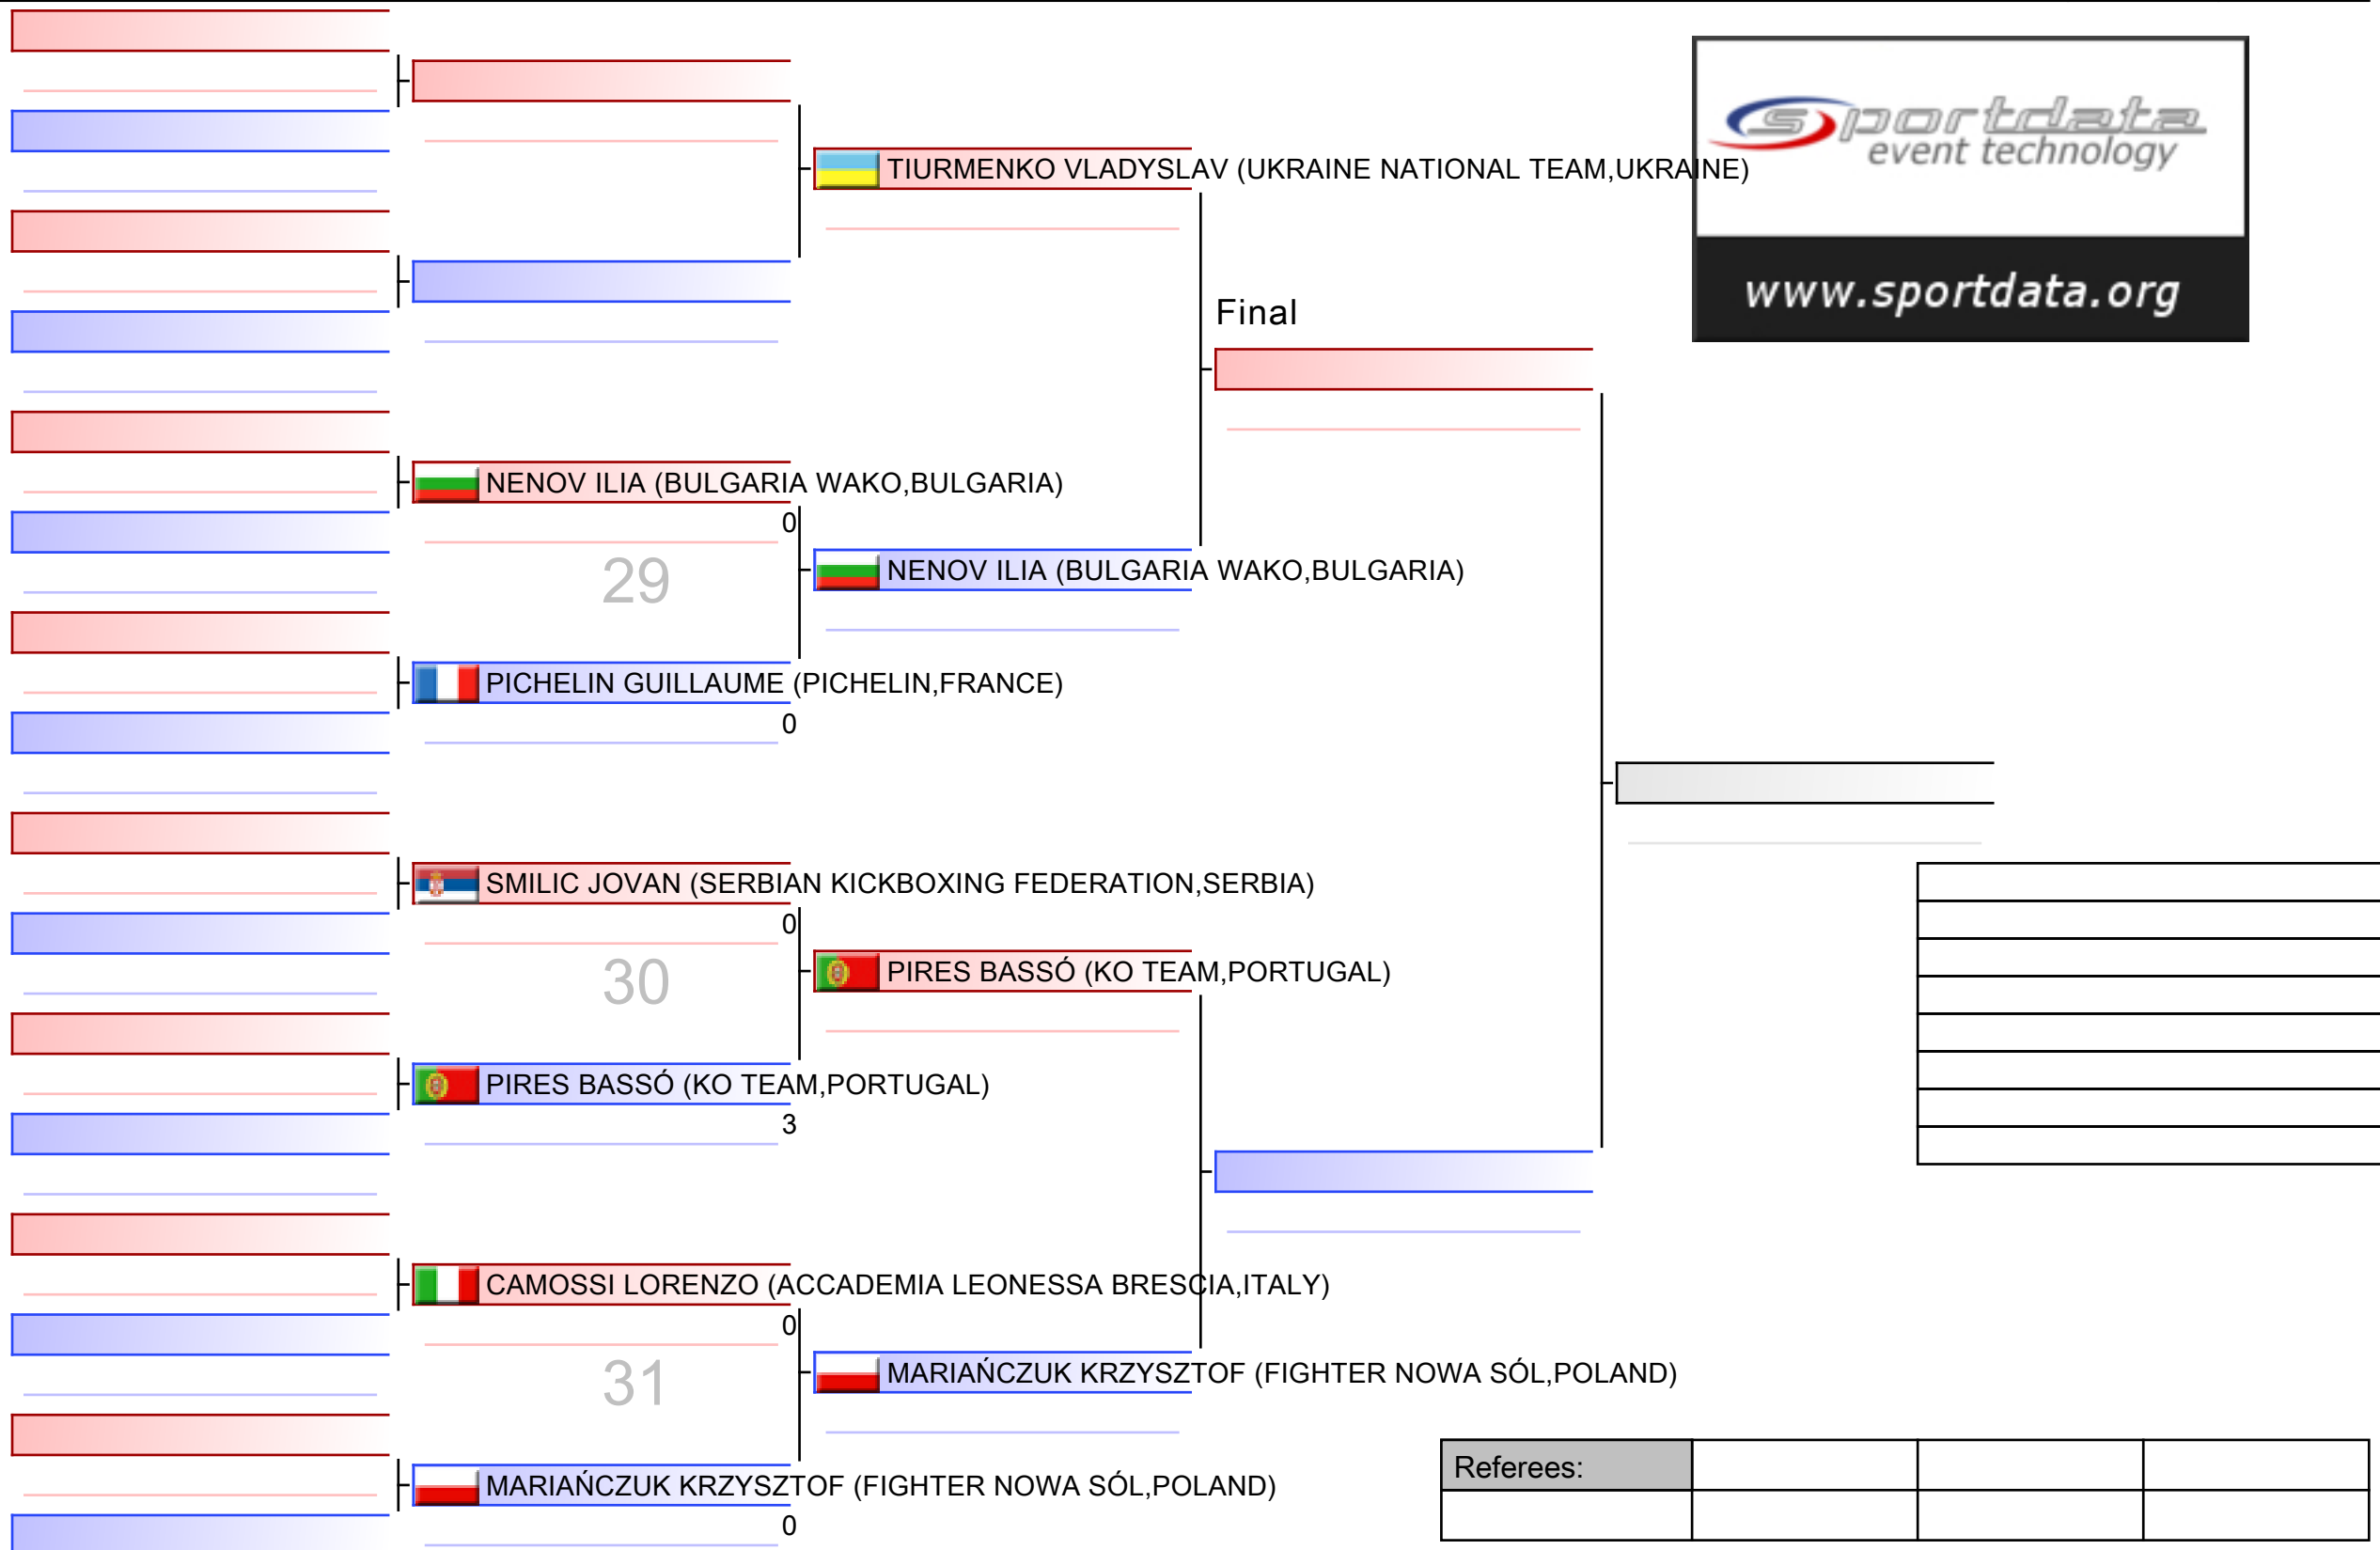 sportdata
event technology
www.sportdata.org
TIURMENKO VLADYSLAV (UKRAINE NATIONAL TEAM,UKRAINE)
Final
NENOV ILIA (BULGARIA WAKO,BULGARIA)
0
29
NENOV ILIA (BULGARIA WAKO,BULGARIA)
PICHELIN GUILLAUME (PICHELIN,FRANCE)
0
SMILIC JOVAN (SERBIAN KICKBOXING FEDERATION,SERBIA)
0
30
PIRES BASSÓ (KO TEAM,PORTUGAL)
PIRES BASSÓ (KO TEAM,PORTUGAL)
3
CAMOSSI LORENZO (ACCADEMIA LEONESSA BRESCIA,ITALY)
0
31
MARIAŃCZUK KRZYSZTOF (FIGHTER NOWA SÓL,POLAND)
MARIAŃCZUK KRZYSZTOF (FIGHTER NOWA SÓL,POLAND)
0
Referees: